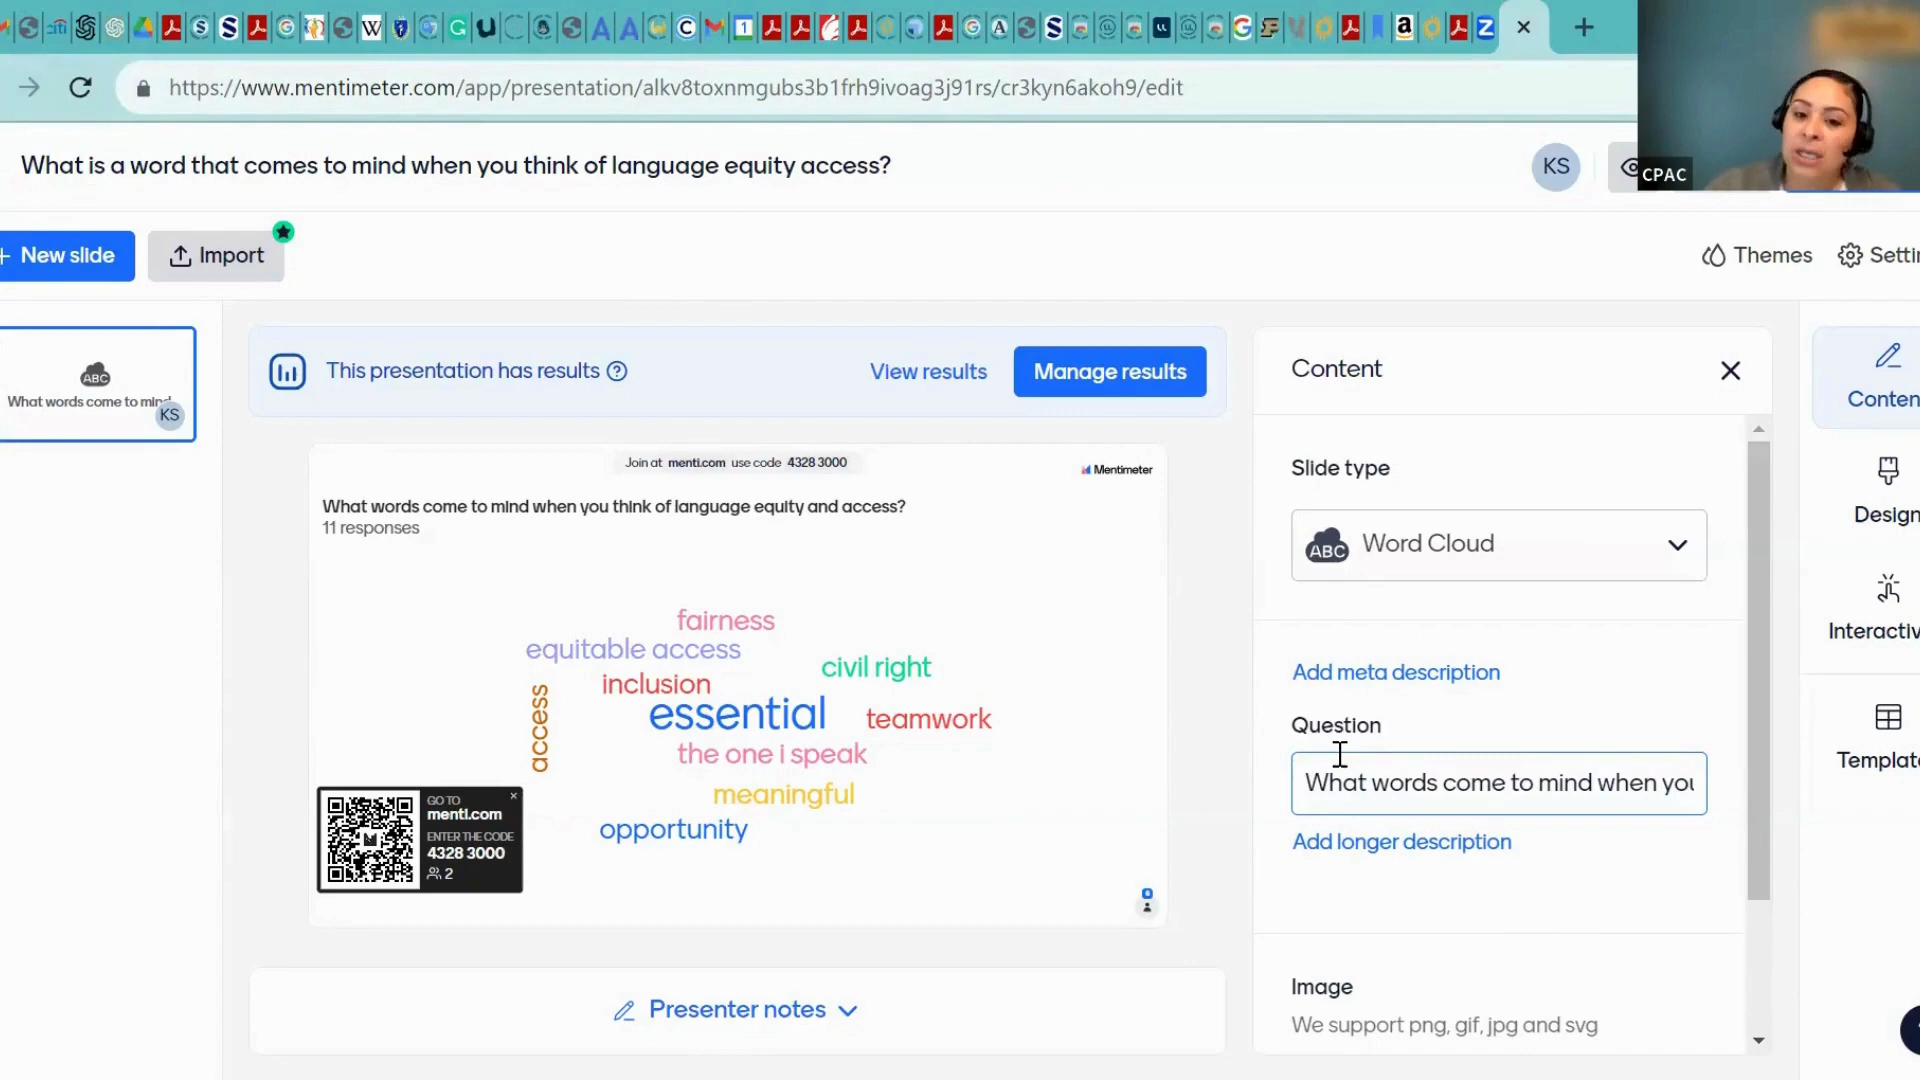 https://www.mentimeter.com/app/presentation/alkv8toxnmgubs3b1frh9ivoag3j91rs/cr3kyn6akoh9/edit
CPAC
What is a word that comes to mind when you think of language equity access?
KS
+ New slide
Import
Themes
This presentation has results
View results
Manage results
Content
ABC
What words come to mind
KS
Join at menti.com use code 4328 3000
Mentimeter
What words come to mind when you think of language equity and access?
11 responses
fairness
equitable access
civil right
inclusion
access
essential
teamwork
the one i speak
meaningful
opportunity
GO TO
menti.com
ENTER THE CODE
4328 3000
2
Presenter notes
Slide type
ABC Word Cloud
Add meta description
Question
What words come to mind when you
Add longer description
Image
We support png, gif, jpg and svg
Design